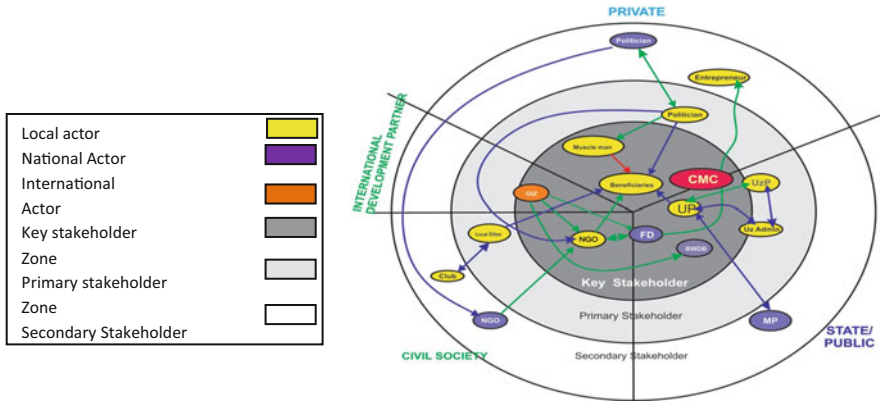 Local actor
National Actor
International
Actor
Key stakeholder
Zone
Primary stakeholder
Zone
Secondary Stakeholder
PRIVATE
Politician
Entrepreneur
Politician
Muscle man
INTERNATIONAL
DEVELOPMENT PARTNER
CMC
Beneficiaries
UzP
GIZ
UP
Local Elites
NGO
FD
Uz Admin
BWDB
Club
Key Stakeholder
Primary Stakeholder
NGO
MP
STATE/
PUBLIC
CIVIL SOCIETY
Secondary Stakeholder